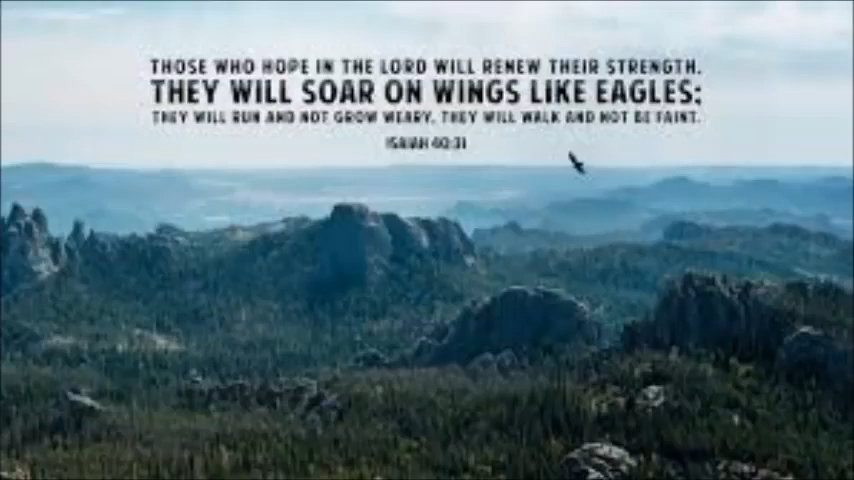 THOSE WHO HOPE IN THE LORD WILL RENEW THEIR STRENGTH.
THEY WILL SOAR ON WINGS LIKE EAGLES;
THEY WILL RUN AND NOT GROW WEARY, THEY WILL WALK AND NOT BE FAINT.
ISAIAH 40:31